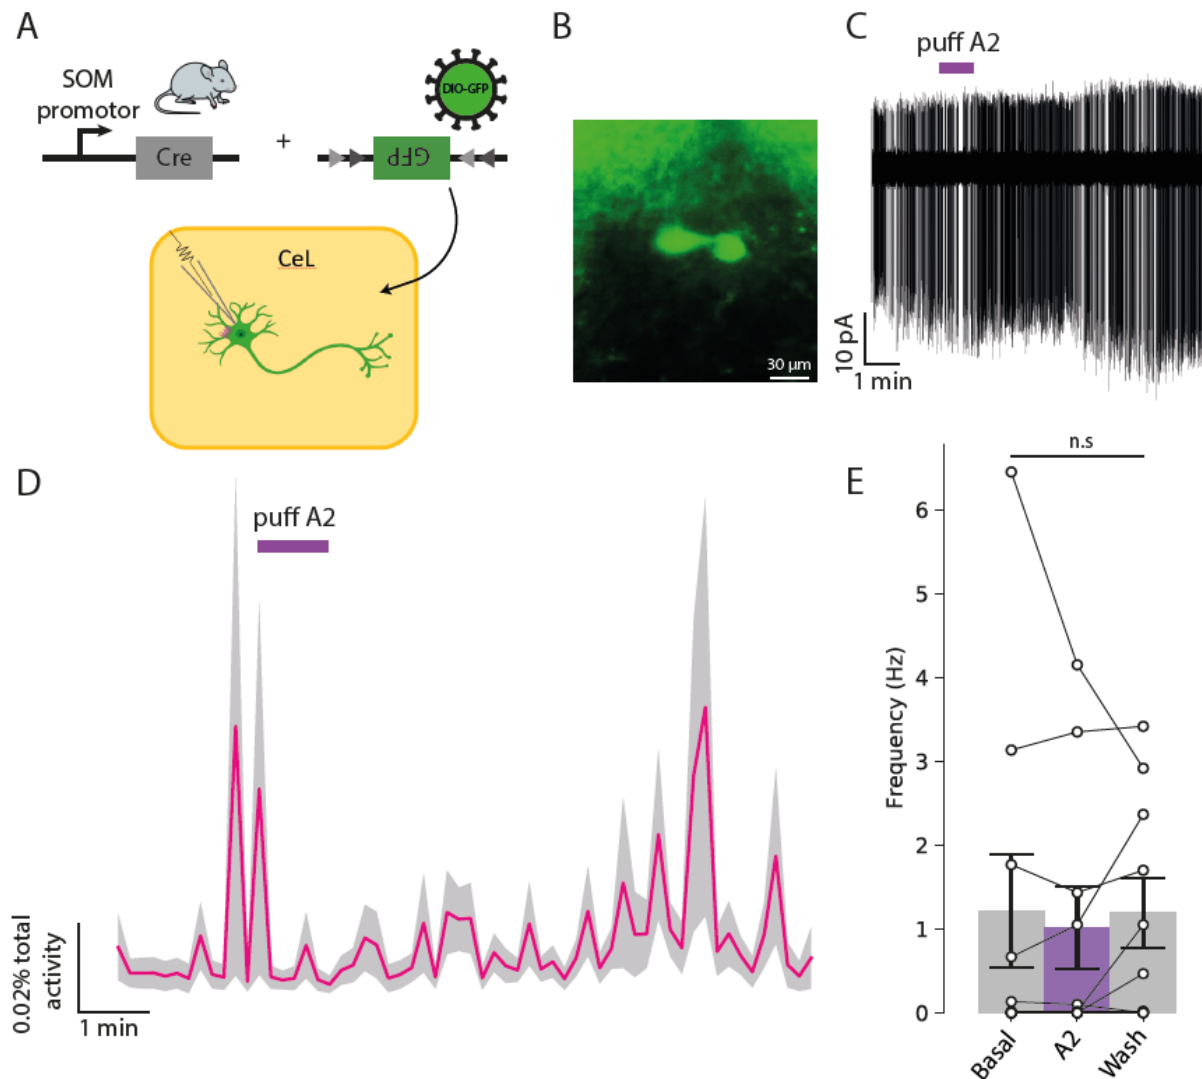 A
SOM
promotor
Cre
+
DIO-GFP
GFP
CeL
B
30 µm
C
puff A2
10 pA
1 min
D
puff A2
0.02% total
activity
1 min
E
n.s
Frequency (Hz)
6
5
4
3
2
1
0
Basal
A2
Wash